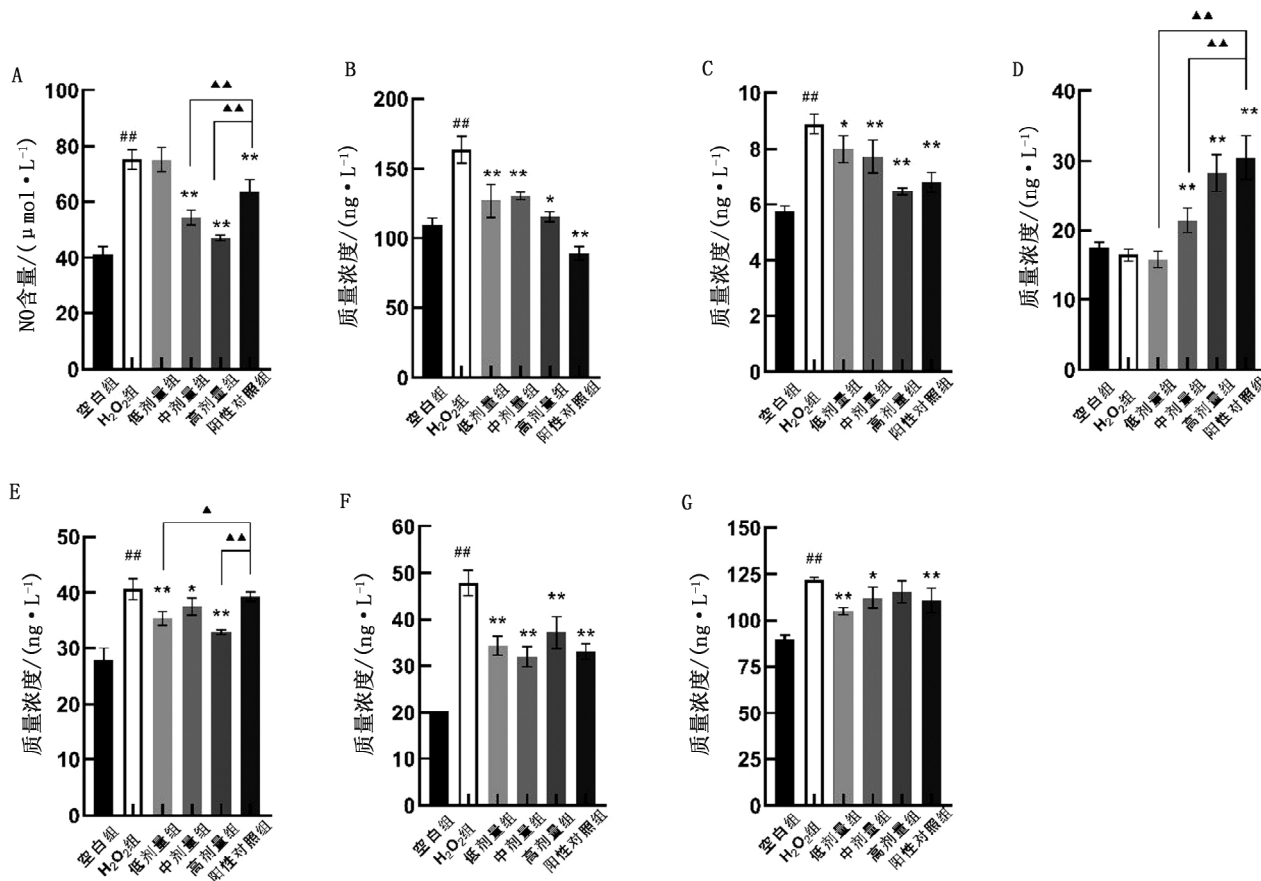 A
NO含量/(μmol·L⁻¹)
80
60
40
20
0
##
**
**
**
▲▲
▲▲
空白组
H₂O₂组
低剂量组
中剂量组
高剂量组
阳性对照组
B
质量浓度/(ng·L⁻¹)
200
150
100
50
0
##
**
**
*
**
空白组
H₂O₂组
低剂量组
中剂量组
高剂量组
阳性对照组
C
质量浓度/(ng·L⁻¹)
10
8
6
4
2
0
##
*
**
**
**
空白组
H₂O₂组
低剂量组
中剂量组
高剂量组
阳性对照组
D
质量浓度/(ng·L⁻¹)
40
30
20
10
0
**
**
**
▲▲
▲▲
空白组
H₂O₂组
低剂量组
中剂量组
高剂量组
阳性对照组
E
质量浓度/(ng·L⁻¹)
50
40
30
20
10
0
##
**
*
**
▲
▲▲
空白组
H₂O₂组
低剂量组
中剂量组
高剂量组
阳性对照组
F
质量浓度/(ng·L⁻¹)
60
50
40
30
20
10
0
##
**
**
**
**
空白组
H₂O₂组
低剂量组
中剂量组
高剂量组
阳性对照组
G
质量浓度/(ng·L⁻¹)
150
125
100
75
50
25
0
##
**
*
**
空白组
H₂O₂组
低剂量组
中剂量组
高剂量组
阳性对照组